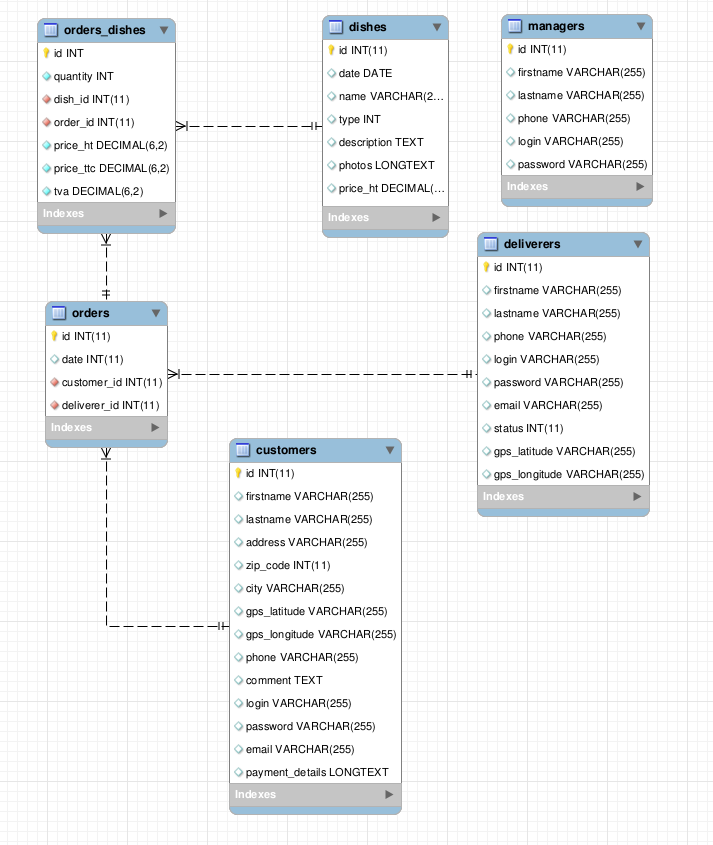 orders_dishes
id INT
quantity INT
dish_id INT(11)
order_id INT(11)
price_ht DECIMAL(6,2)
price_ttc DECIMAL(6,2)
tva DECIMAL(6,2)
Indexes
dishes
id INT(11)
date DATE
name VARCHAR(2...
type INT
description TEXT
photos LONGTEXT
price_ht DECIMAL(...
Indexes
managers
id INT(11)
firstname VARCHAR(255)
lastname VARCHAR(255)
phone VARCHAR(255)
login VARCHAR(255)
password VARCHAR(255)
Indexes
deliverers
id INT(11)
firstname VARCHAR(255)
lastname VARCHAR(255)
phone VARCHAR(255)
login VARCHAR(255)
password VARCHAR(255)
email VARCHAR(255)
status INT(11)
gps_latitude VARCHAR(255)
gps_longitude VARCHAR(255)
Indexes
orders
id INT(11)
date INT(11)
customer_id INT(11)
deliverer_id INT(11)
Indexes
customers
id INT(11)
firstname VARCHAR(255)
lastname VARCHAR(255)
address VARCHAR(255)
zip_code INT(11)
city VARCHAR(255)
gps_latitude VARCHAR(255)
gps_longitude VARCHAR(255)
phone VARCHAR(255)
comment TEXT
login VARCHAR(255)
password VARCHAR(255)
email VARCHAR(255)
payment_details LONGTEXT
Indexes